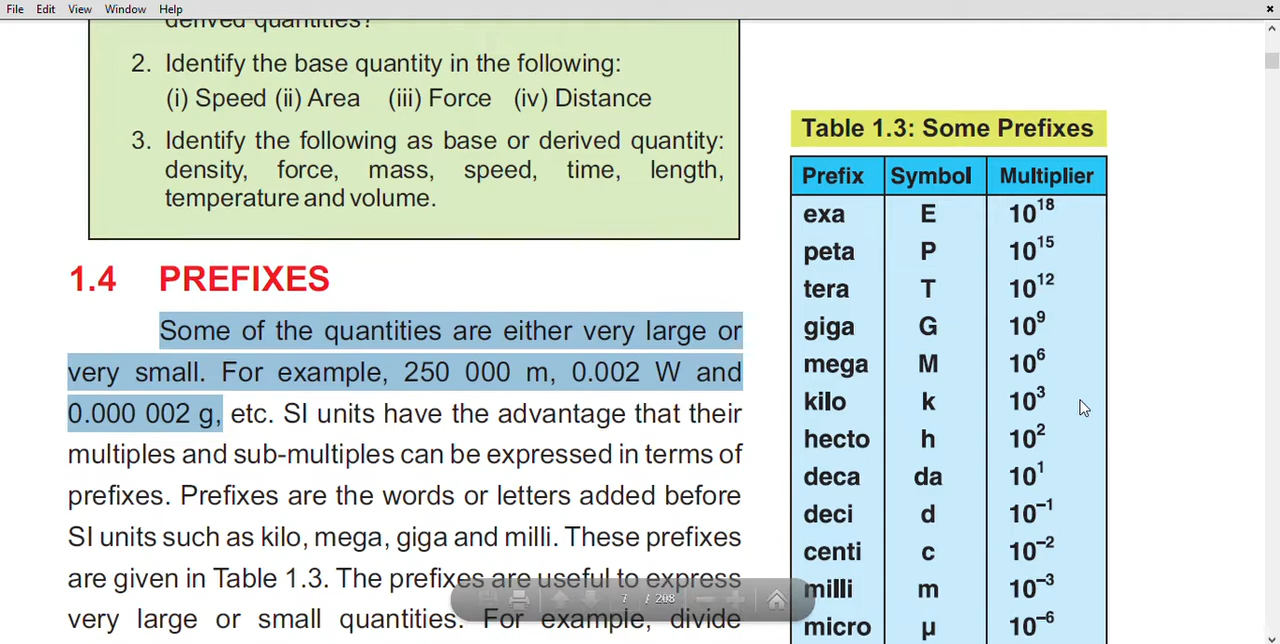 File Edit View Window Help
derived quantities?
2. Identify the base quantity in the following:
(i) Speed (ii) Area (iii) Force (iv) Distance
3. Identify the following as base or derived quantity:
density, force, mass, speed, time, length,
temperature and volume.
1.4 PREFIXES
Some of the quantities are either very large or
very small. For example, 250 000 m, 0.002 W and
0.000 002 g, etc. SI units have the advantage that their
multiples and sub-multiples can be expressed in terms of
prefixes. Prefixes are the words or letters added before
SI units such as kilo, mega, giga and milli. These prefixes
are given in Table 1.3. The prefixes are useful to express
very large or small quantities. For example, divide
7 / 208
Table 1.3: Some Prefixes
Prefix Symbol Multiplier
exa E 10¹⁸
peta P 10¹⁵
tera T 10¹²
giga G 10⁹
mega M 10⁶
kilo k 10³
hecto h 10²
deca da 10¹
deci d 10⁻¹
centi c 10⁻²
milli m 10⁻³
micro µ 10⁻⁶